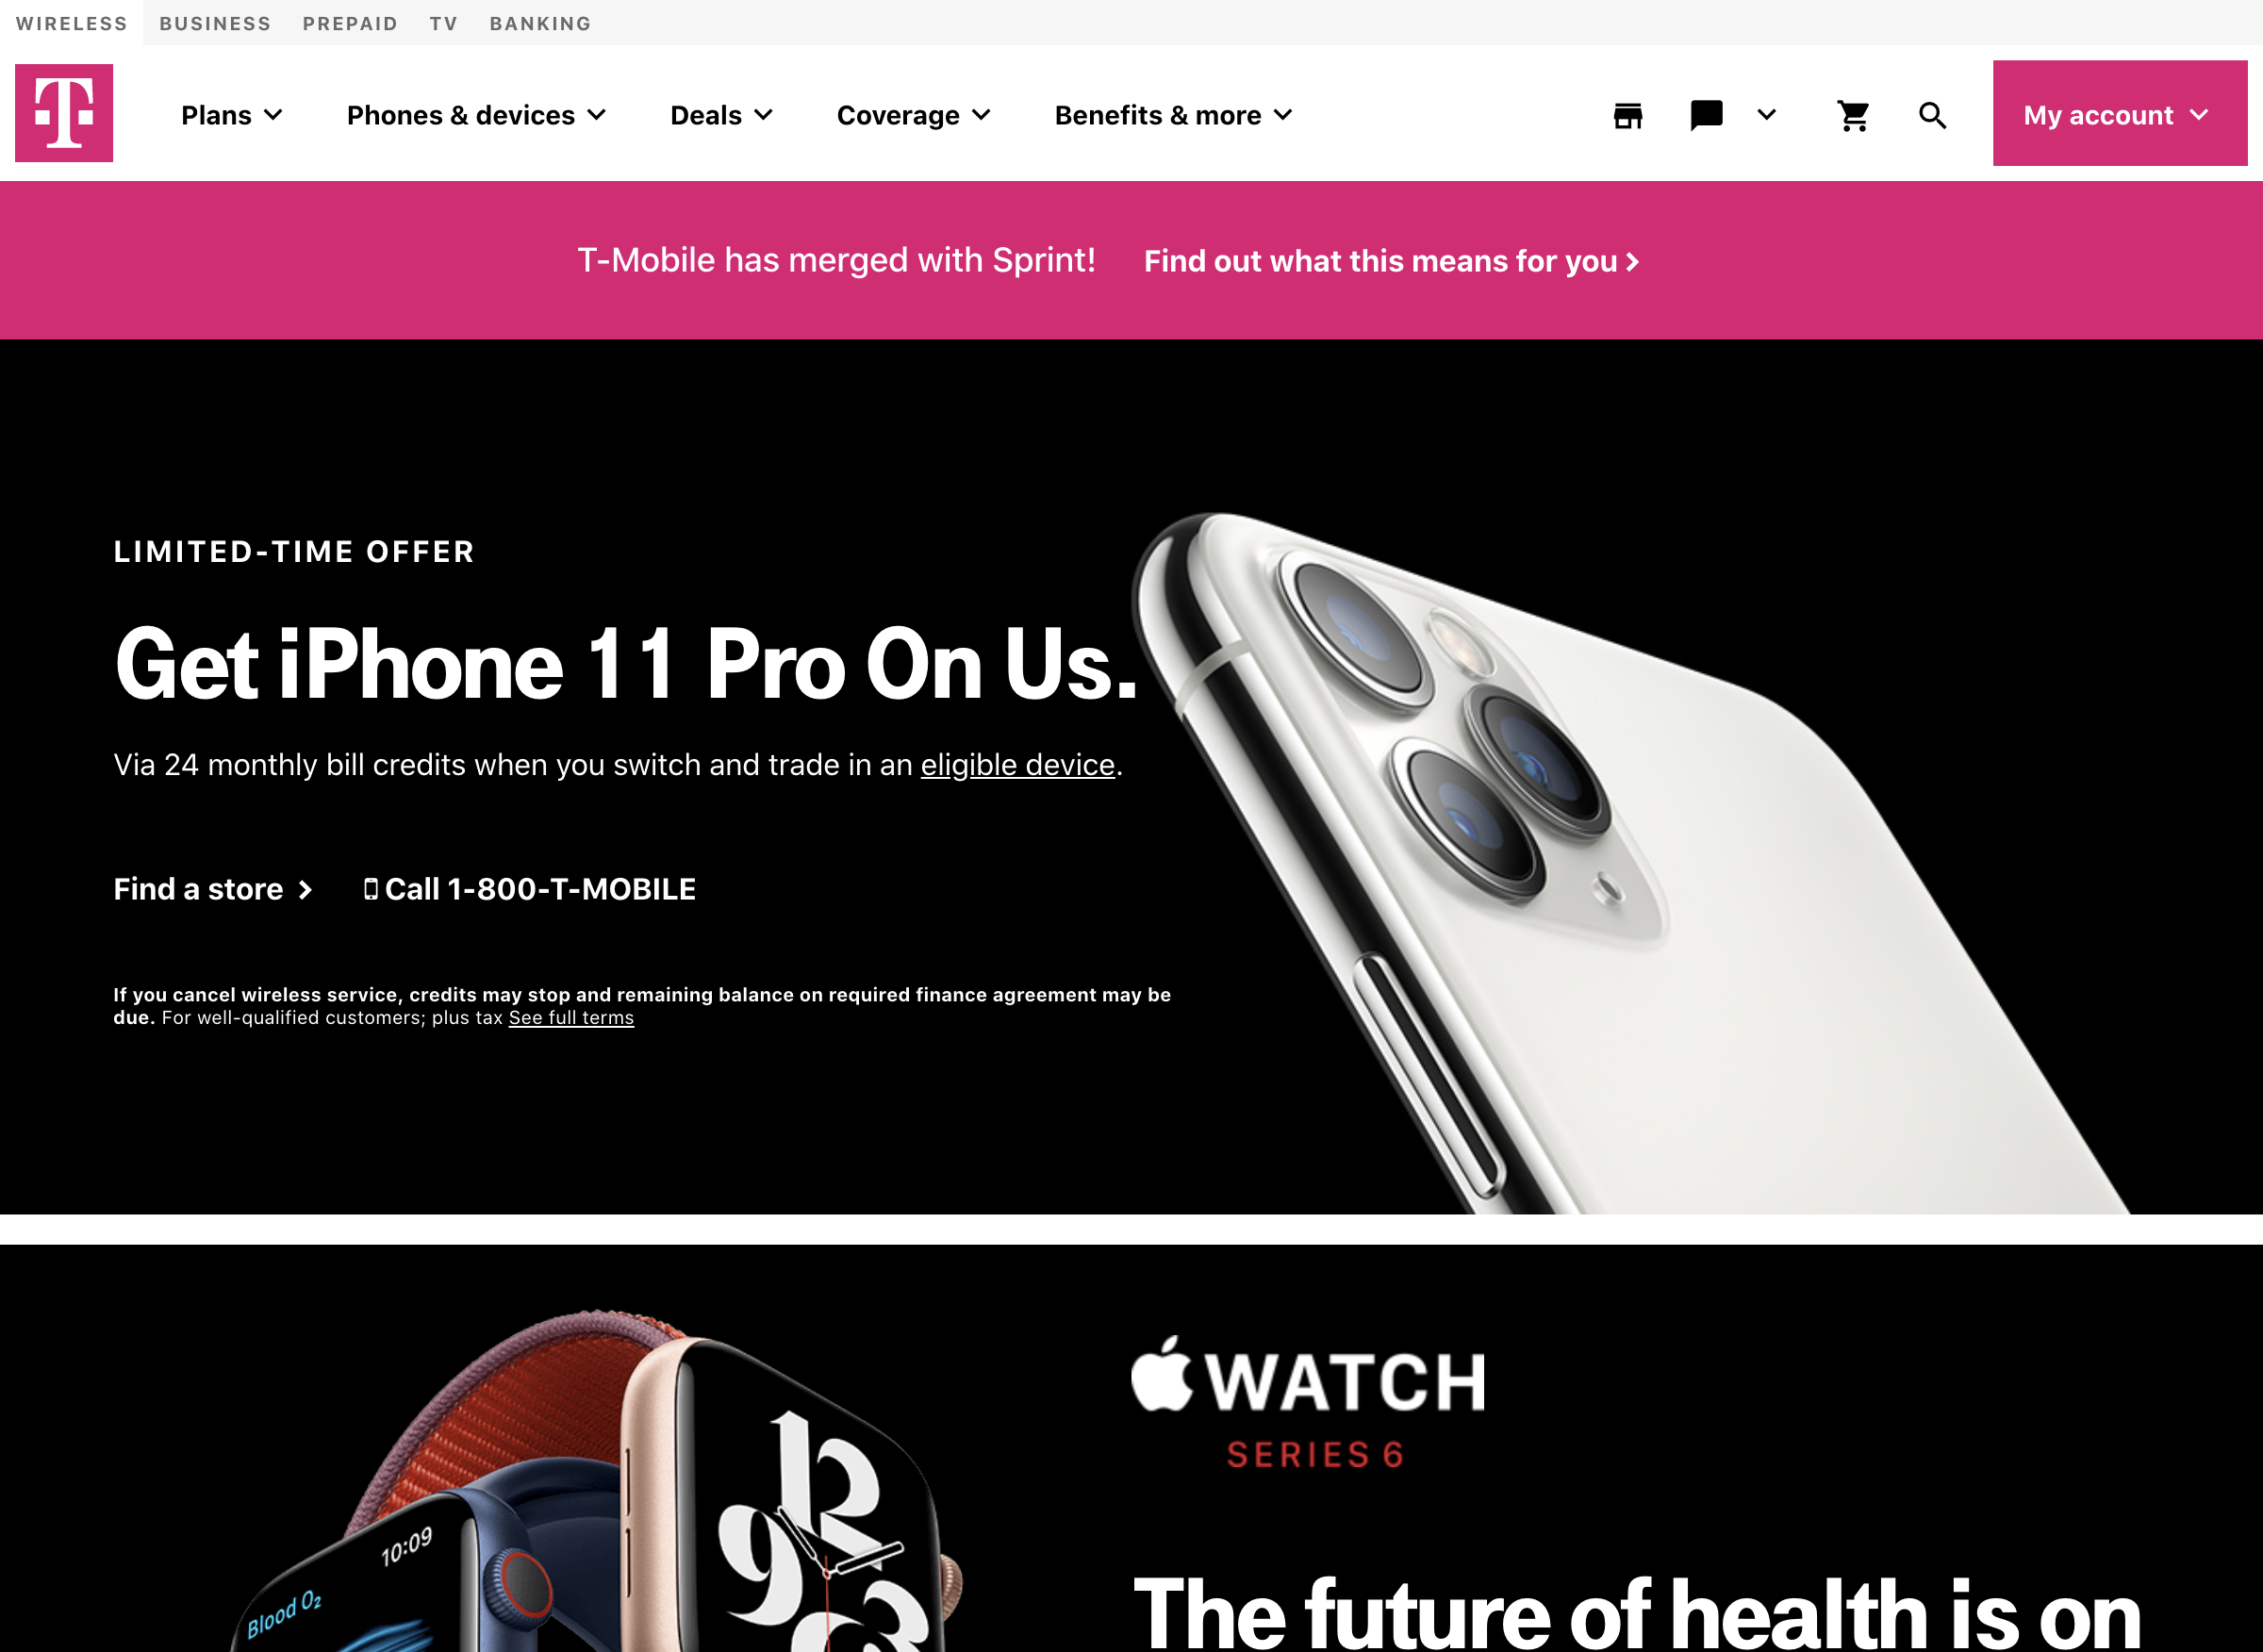 WIRELESS BUSINESS PREPAID TV BANKING
T
Plans Phones & devices Deals Coverage Benefits & more My account
T-Mobile has merged with Sprint! Find out what this means for you
LIMITED-TIME OFFER
Get iPhone 11 Pro On Us.
Via 24 monthly bill credits when you switch and trade in an eligible device.
Find a store Call 1-800-T-MOBILE
If you cancel wireless service, credits may stop and remaining balance on required finance agreement may be
due. For well-qualified customers; plus tax See full terms
WATCH
SERIES 6
12
9
3
10:09
Blood O₂
The future of health is on